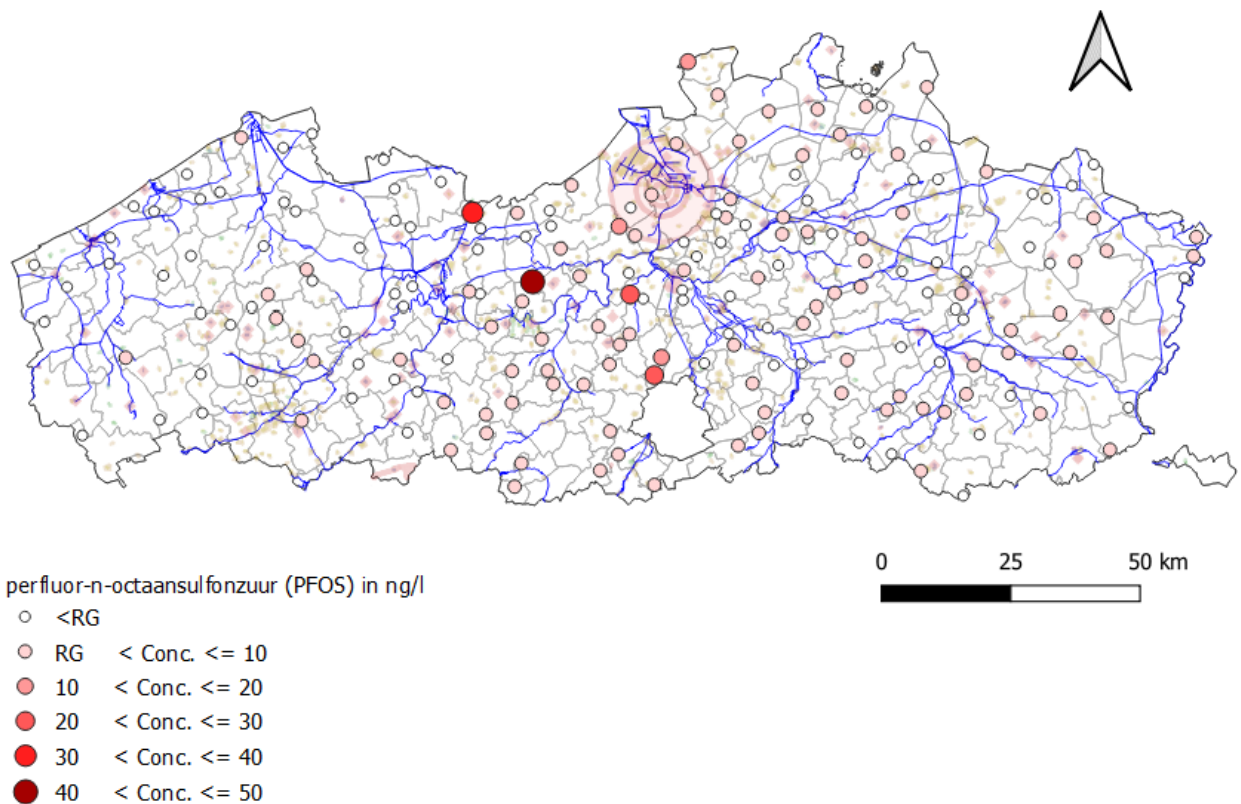 0 25 50 km
perfluor-n-octaansulfonzuur (PFOS) in ng/l
<RG
RG < Conc. <= 10
10 < Conc. <= 20
20 < Conc. <= 30
30 < Conc. <= 40
40 < Conc. <= 50